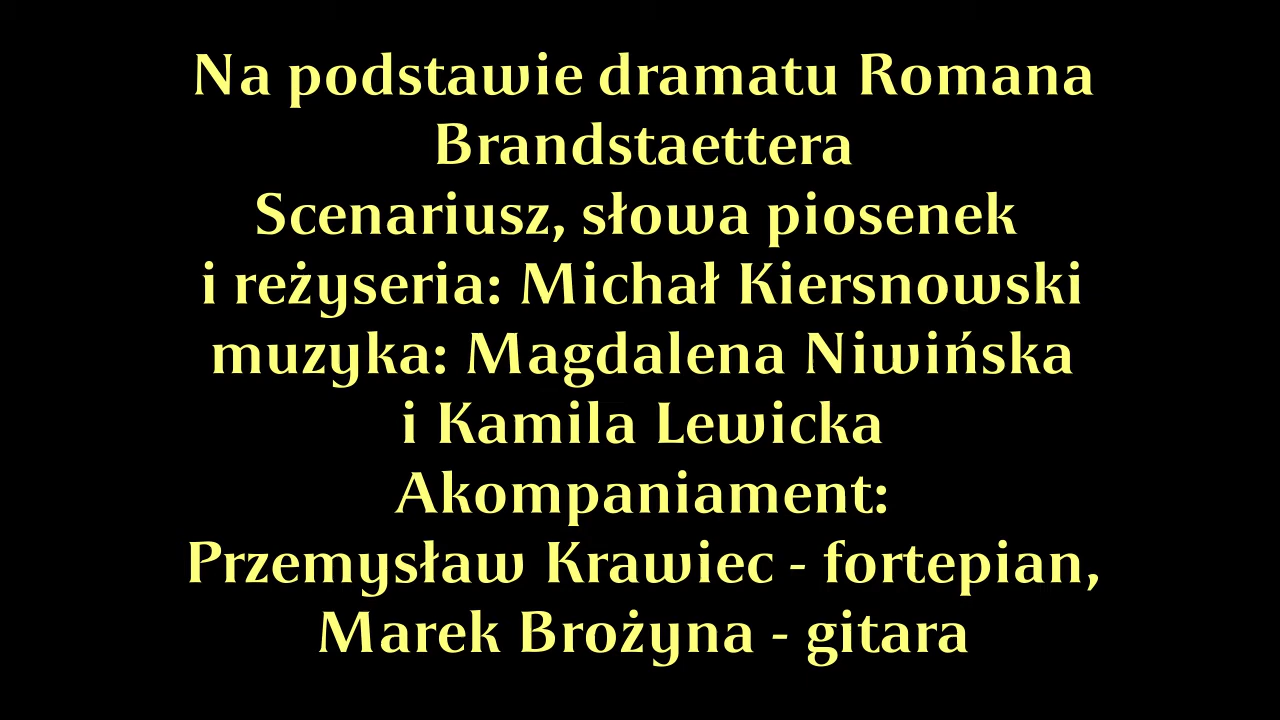 Na podstawie dramatu Romana
Brandstaettera
Scenariusz, słowa piosenek
i reżyseria: Michał Kiersnowski
muzyka: Magdalena Niwińska
i Kamila Lewicka
Akompaniament:
Przemysław Krawiec - fortepian,
Marek Brożyna - gitara